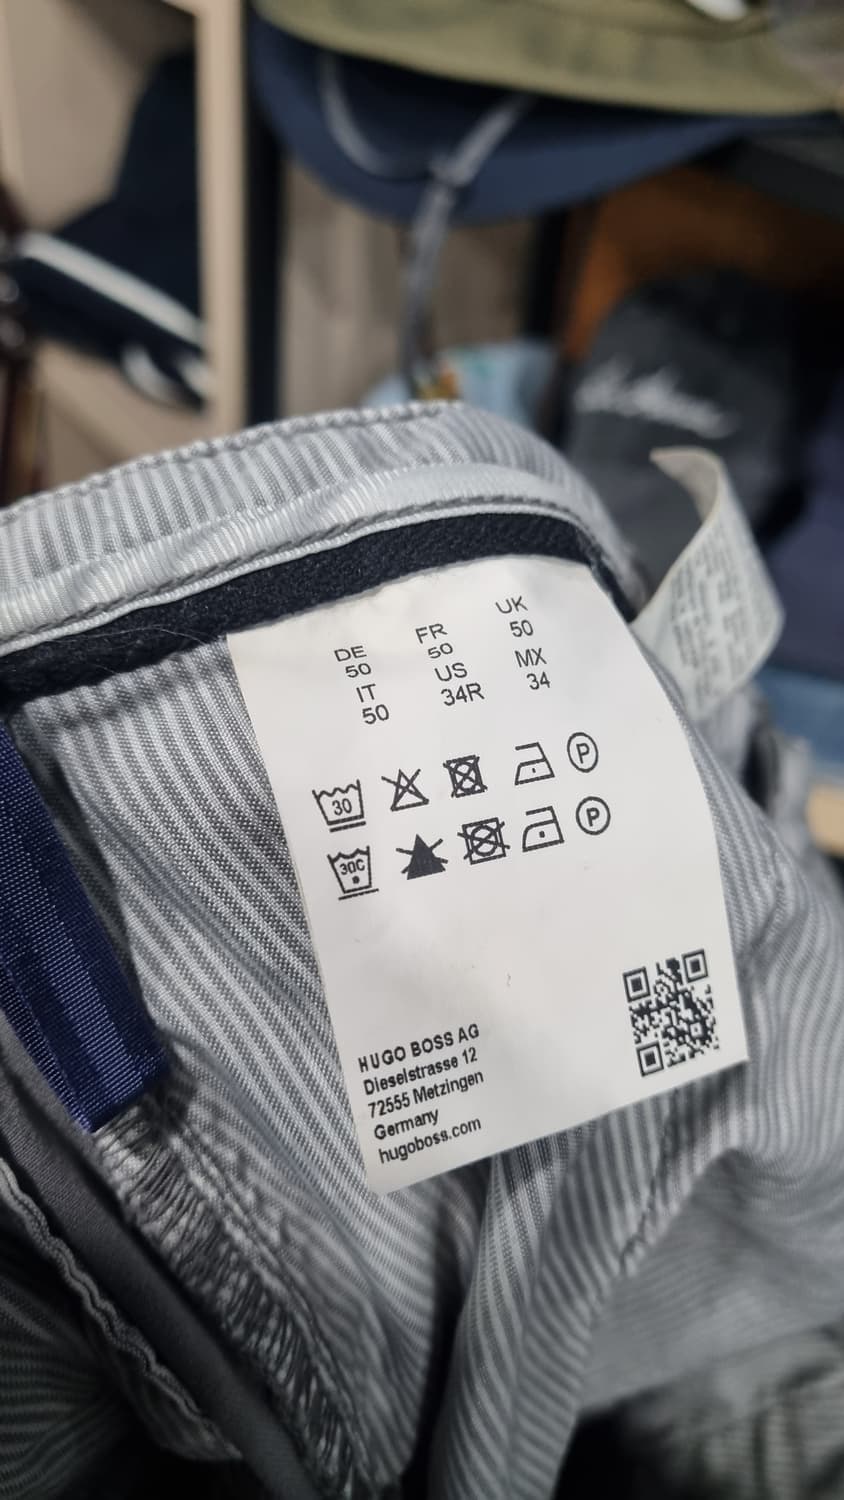 DE
50
IT
50
FR
50
US
34R
UK
50
MX
34
30
P
30C
P
HUGO BOSS AG
Dieselstrasse 12
72555 Metzingen
Germany
hugoboss.com